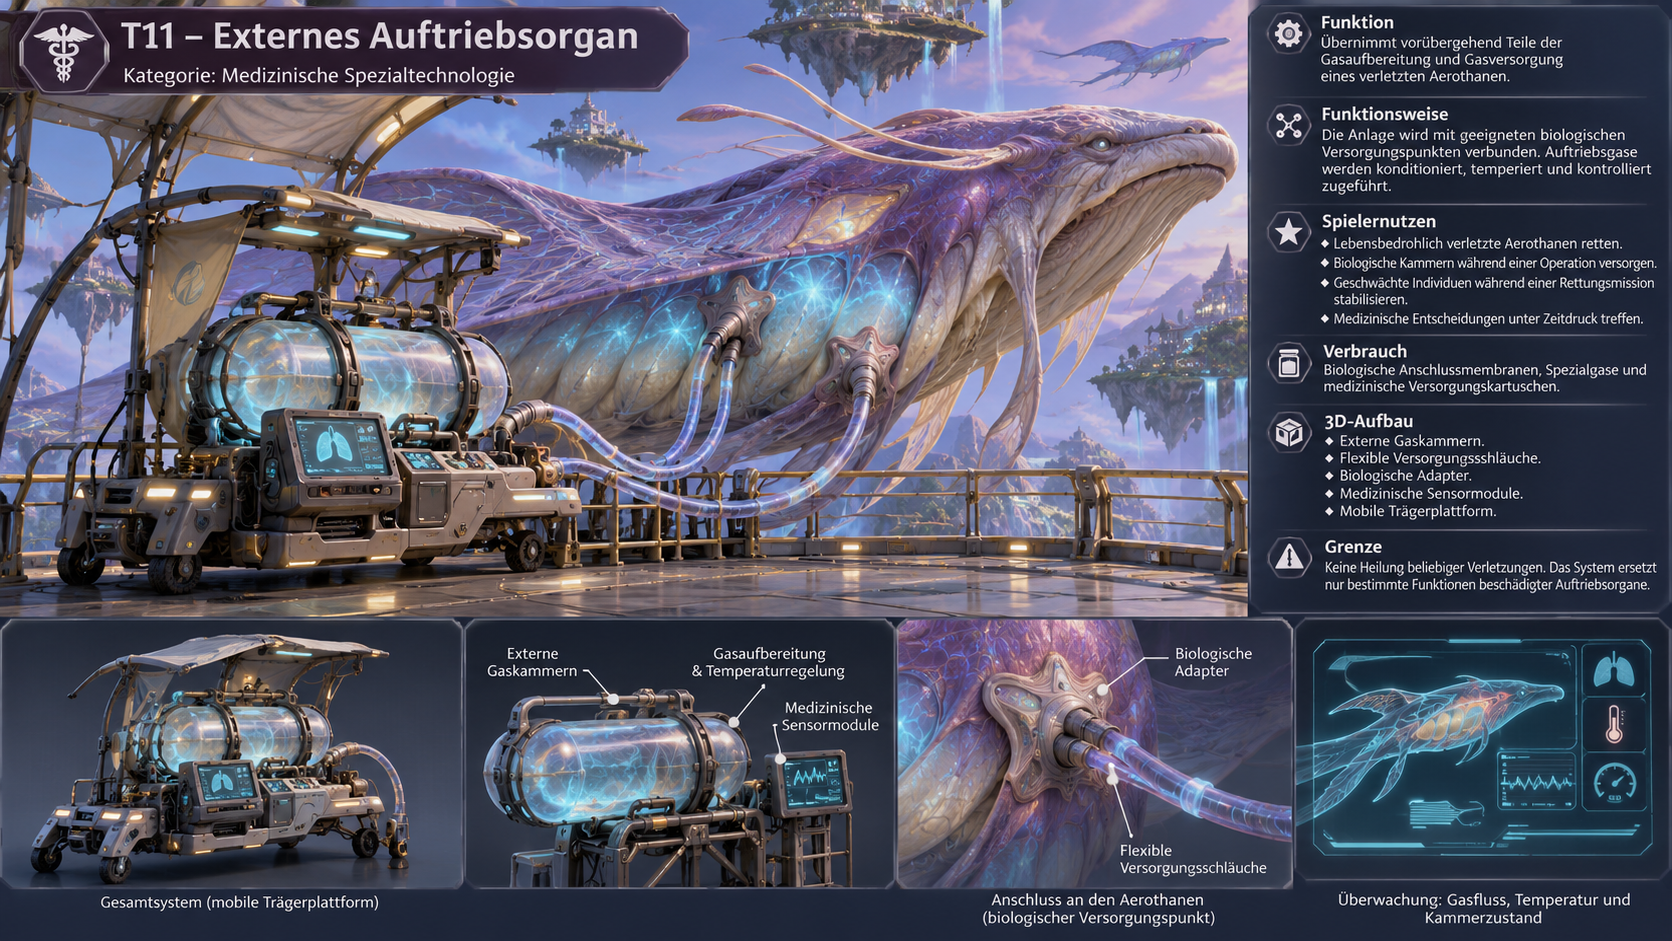 T11 – Externes Auftriebsorgan
Kategorie: Medizinische Spezialtechnologie
Funktion
Übernimmt vorübergehend Teile der
Gasaufbereitung und Gasversorgung
eines verletzten Aerothanen.
Funktionsweise
Die Anlage wird mit geeigneten biologischen
Versorgungspunkten verbunden. Auftriebsgase
werden konditioniert, temperiert und kontrolliert
zugeführt.
Spielernutzen
◆ Lebensbedrohlich verletzte Aerothanen retten.
◆ Biologische Kammern während einer Operation versorgen.
◆ Geschwächte Individuen während einer Rettungsmission
stabilisieren.
◆ Medizinische Entscheidungen unter Zeitdruck treffen.
Verbrauch
Biologische Anschlussmembranen, Spezialgase und
medizinische Versorgungskartuschen.
3D-Aufbau
◆ Externe Gaskammern.
◆ Flexible Versorgungssshläuche.
◆ Biologische Adapter.
◆ Medizinische Sensormodule.
◆ Mobile Trägerplattform.
Grenze
Keine Heilung beliebiger Verletzungen. Das System ersetzt
nur bestimmte Funktionen beschädigter Auftriebsorgane.
Gesamtsystem (mobile Trägerplattform)
Externe
Gaskammern
Gasaufbereitung
& Temperaturregelung
Medizinische
Sensormodule
Biologische
Adapter
Flexible
Versorgungsschläuche
Anschluss an den Aerothanen
(biologischer Versorgungspunkt)
Überwachung: Gasfluss, Temperatur und
Kammerzustand